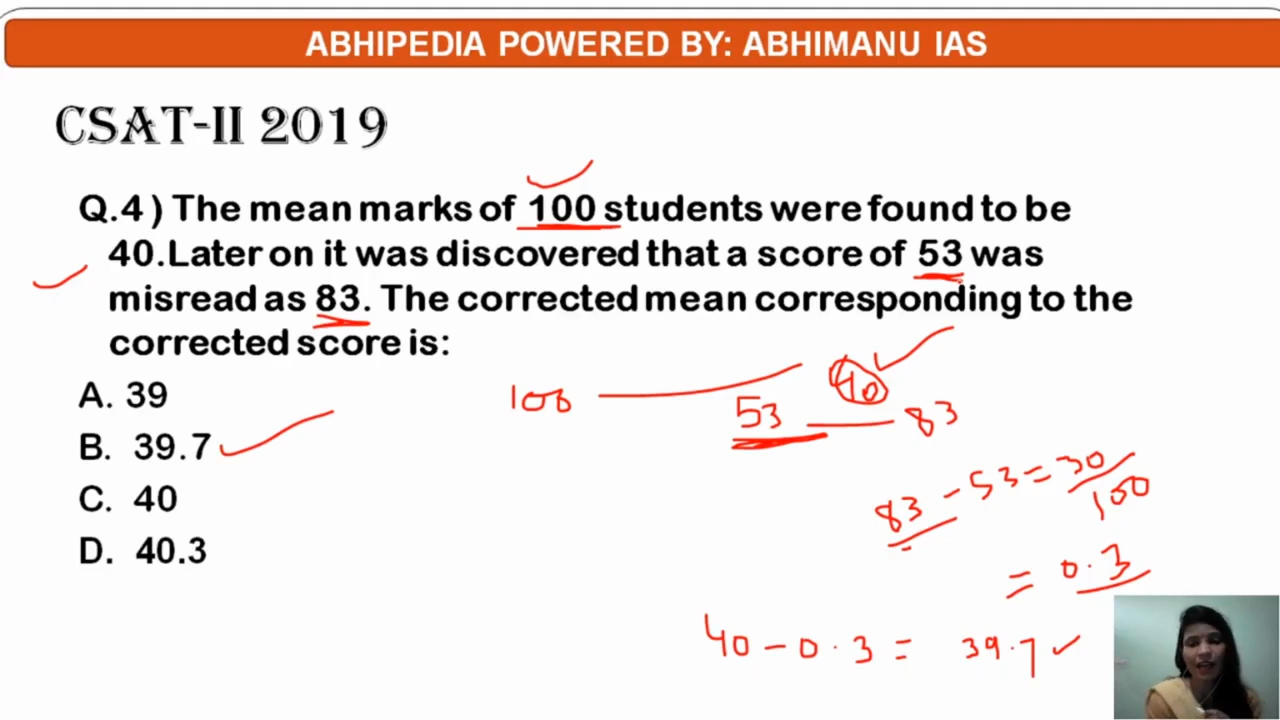 ABHIPEDIA POWERED BY: ABHIMANU IAS
CSAT-II 2019
Q.4 ) The mean marks of 100 students were found to be
40.Later on it was discovered that a score of 53 was
misread as 83. The corrected mean corresponding to the
corrected score is:
A. 39
B. 39.7
C. 40
D. 40.3
100 40
53 83
83 - 53 = 30/100
= 0.3
40 - 0.3 = 39.7